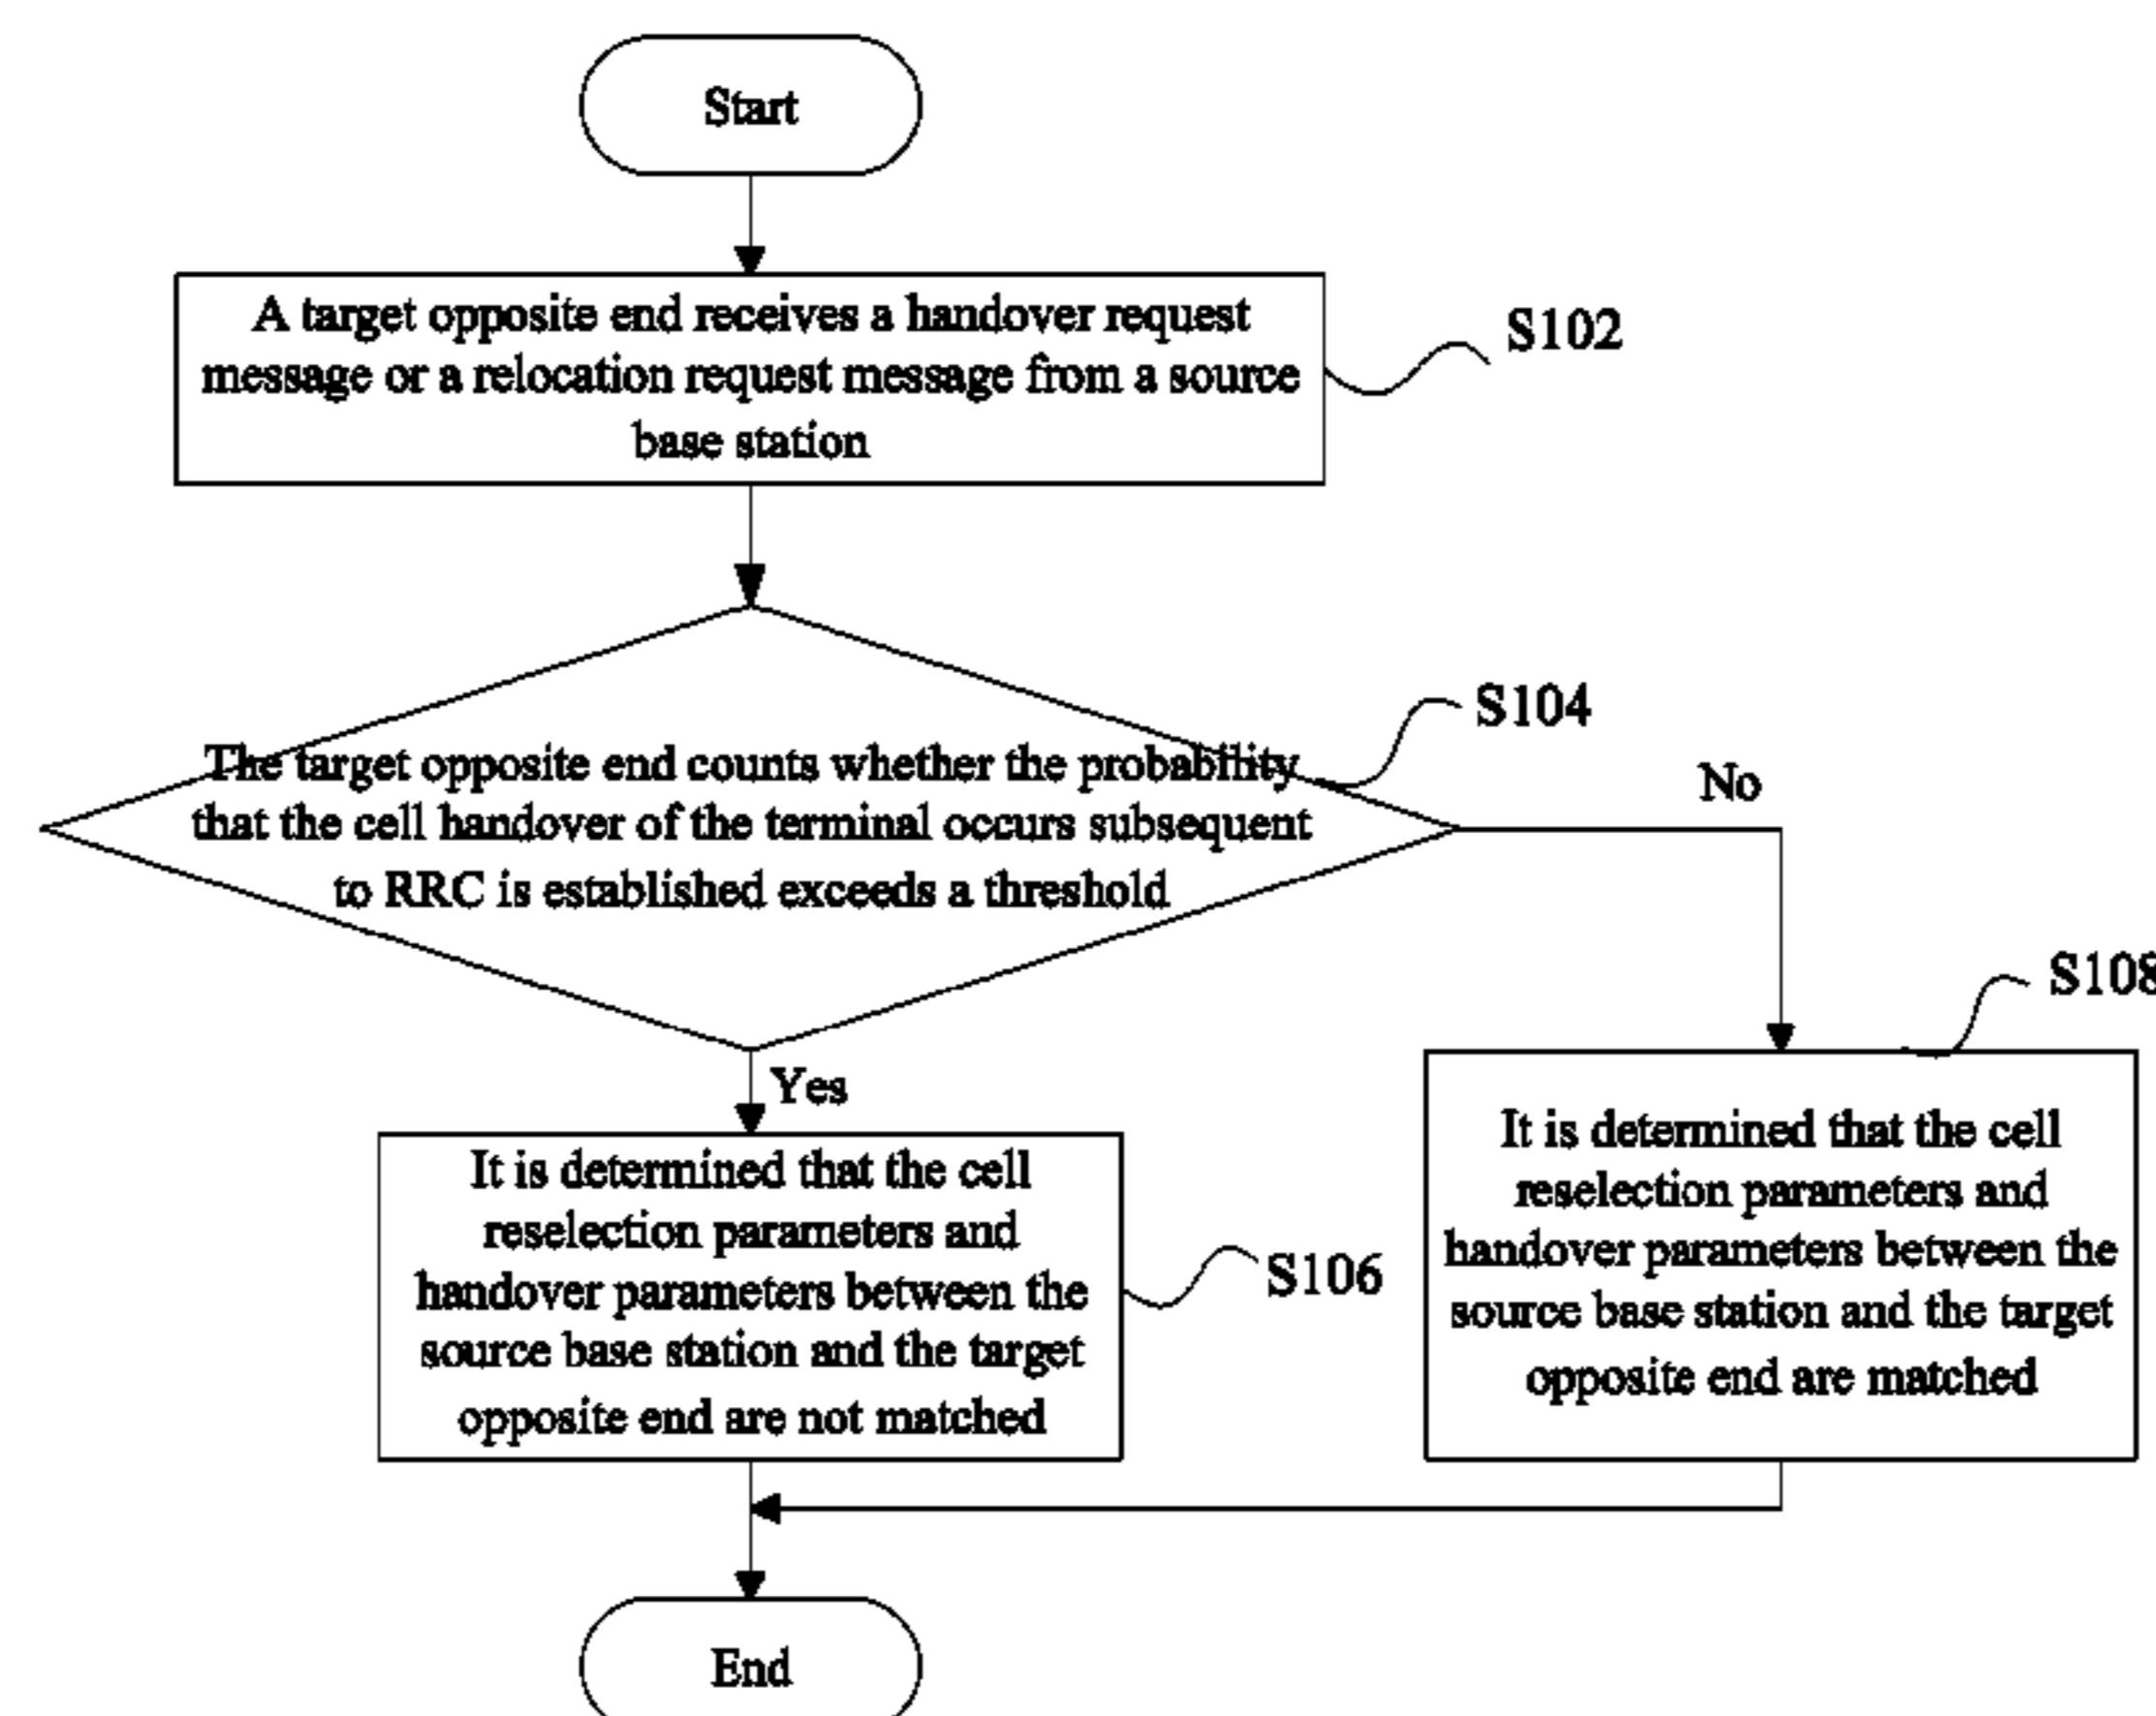 Start
A target opposite end receives a handover request
message or a relocation request message from a source
base station
S102
The target opposite end counts whether the probability
that the cell handover of the terminal occurs subsequent
to RRC is established exceeds a threshold
S104
No
Yes
It is determined that the cell
reselection parameters and
handover parameters between the
source base station and the target
opposite end are not matched
S106
S108
It is determined that the cell
reselection parameters and
handover parameters between the
source base station and the target
opposite end are matched
End